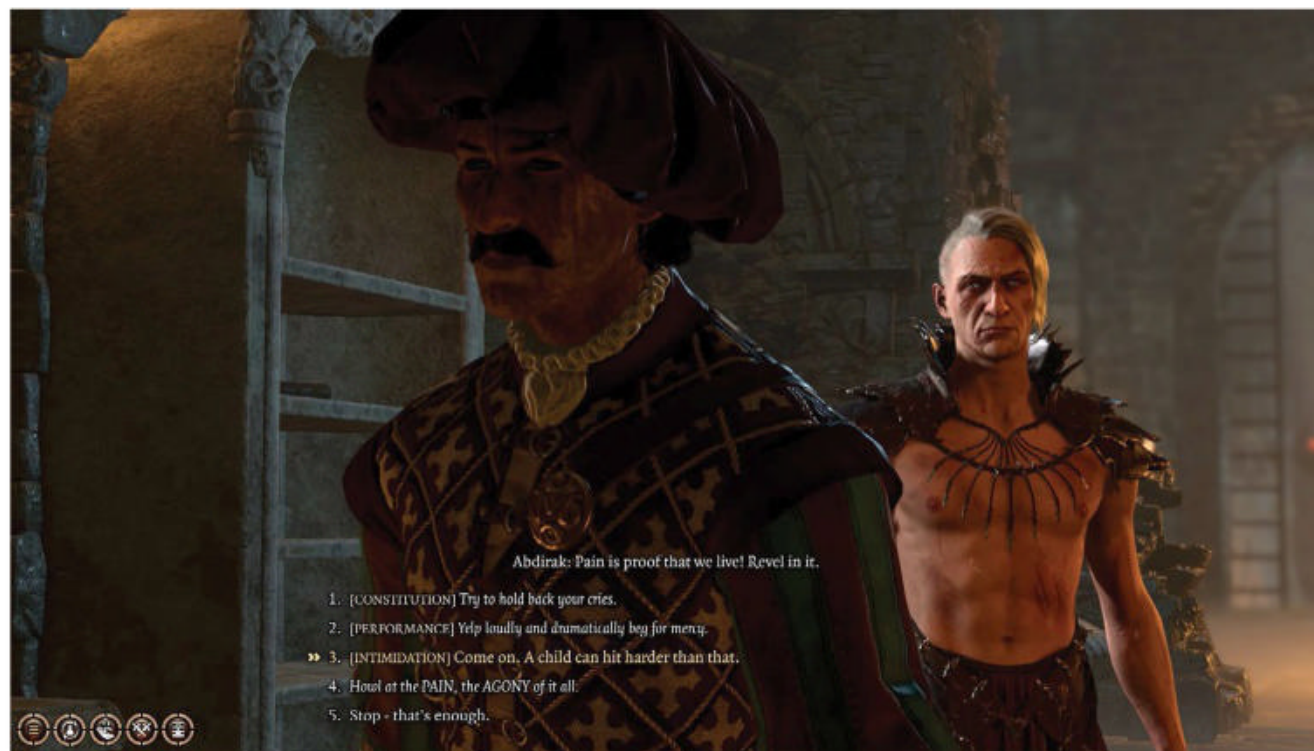 Abdirak: Pain is proof that we live! Revel in it.
1. [CONSTITUTION] Try to hold back your cries.
2. [PERFORMANCE] Yelp loudly and dramatically beg for mercy.
3. [INTIMIDATION] Come on. A child can hit harder than that.
4. Howl at the PAIN, the AGONY of it all.
5. Stop - that's enough.